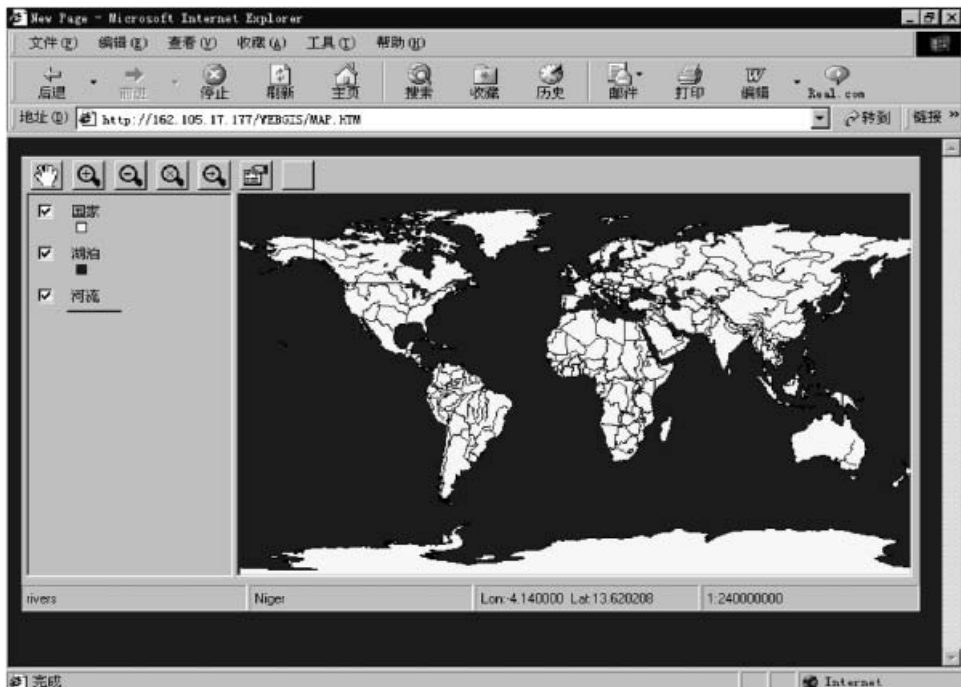 New Page - Microsoft Internet Explorer
文件(F) 编辑(E) 查看(V) 收藏(A) 工具(T) 帮助(H)
后退 前进 停止 刷新 主页 搜索 收藏 历史 邮件 打印 编辑 Real.com
地址(D) http://162.105.17.177/WEBGIS/MAP.HTM 转到 链接 »
国家
湖泊
河流
rivers Niger Lon:-4.140000 Lat:13.620208 1:240000000
完成 Internet